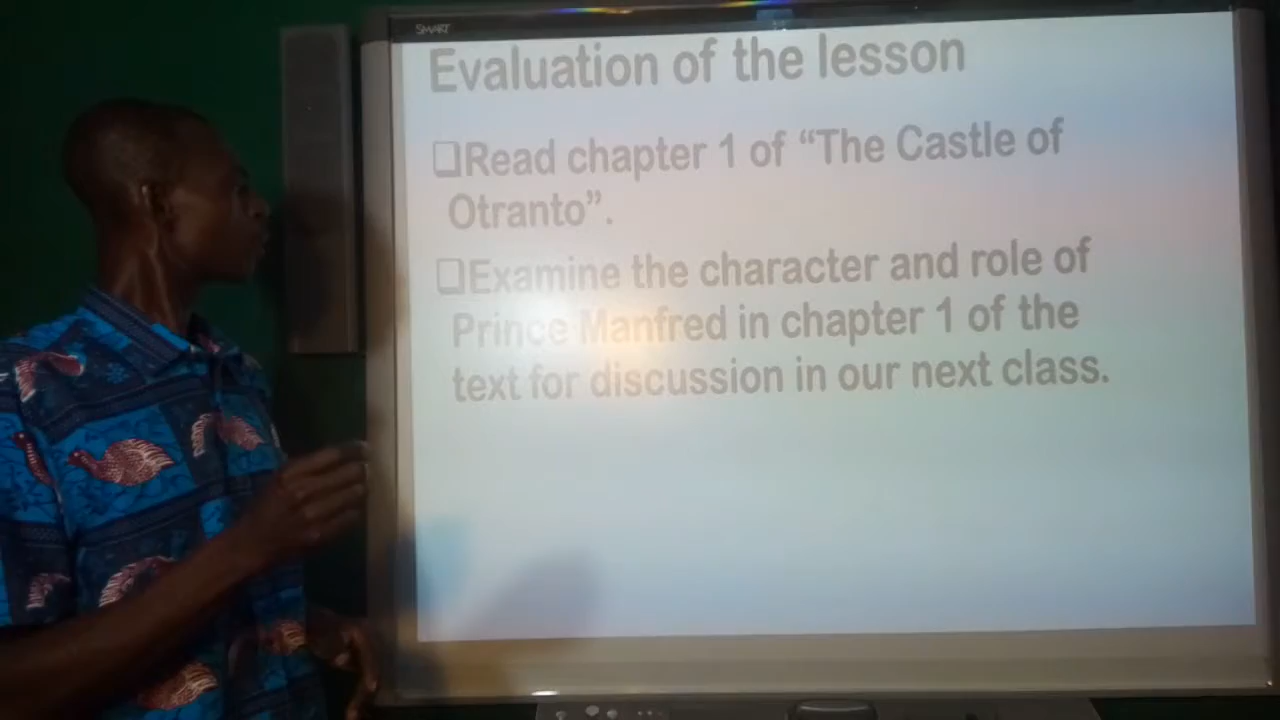 SMART
Evaluation of the lesson
❑Read chapter 1 of “The Castle of
Otranto”.
❑Examine the character and role of
Prince Manfred in chapter 1 of the
text for discussion in our next class.